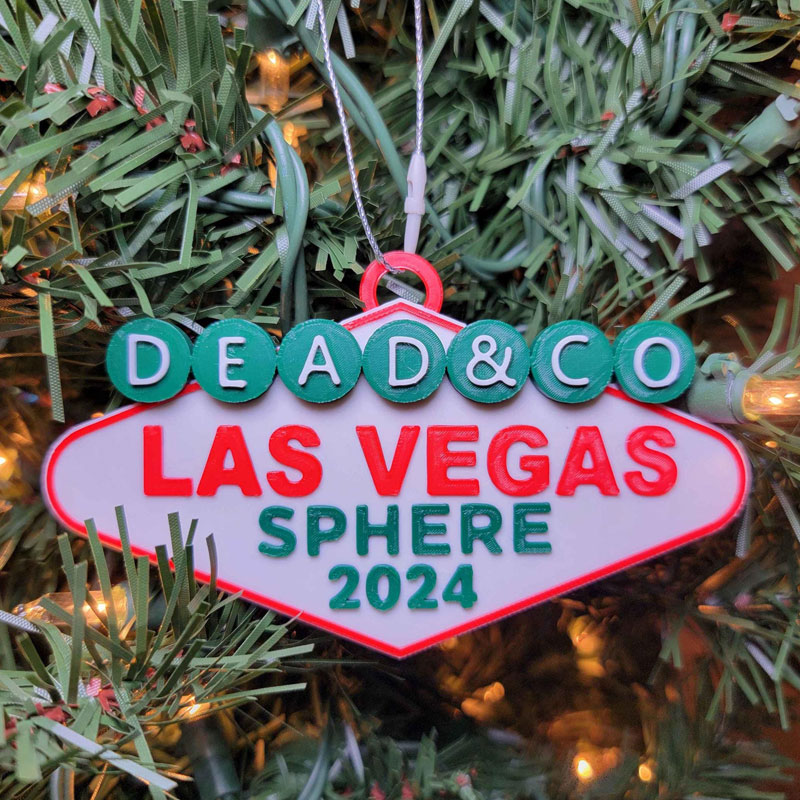 DEAD&CO
LAS VEGAS
SPHERE
2024